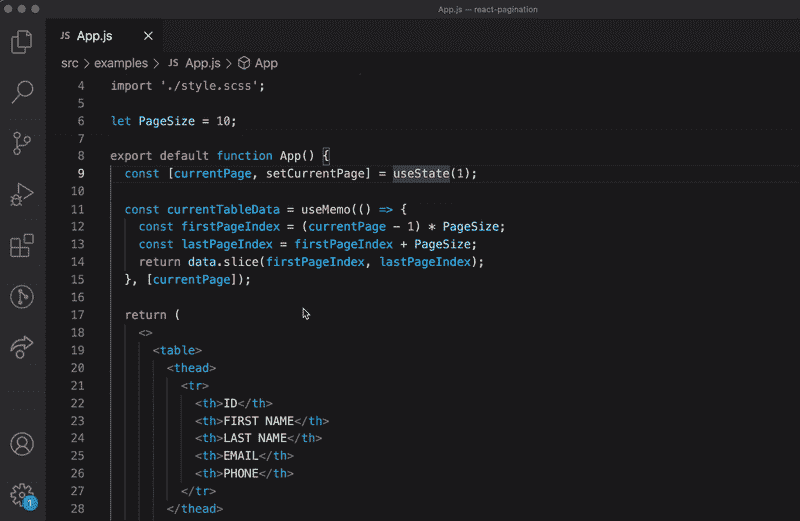 App.js — react-pagination
JS App.js ×
src > examples > JS App.js > App
4 import './style.scss';
5
6 let PageSize = 10;
7
8 export default function App() {
9 const [currentPage, setCurrentPage] = useState(1);
10
11 const currentTableData = useMemo(() => {
12 const firstPageIndex = (currentPage - 1) * PageSize;
13 const lastPageIndex = firstPageIndex + PageSize;
14 return data.slice(firstPageIndex, lastPageIndex);
15 }, [currentPage]);
16
17 return (
18 <>
19 <table>
20 <thead>
21 <tr>
22 <th>ID</th>
23 <th>FIRST NAME</th>
24 <th>LAST NAME</th>
25 <th>EMAIL</th>
26 <th>PHONE</th>
27 </tr>
28 </thead>
1